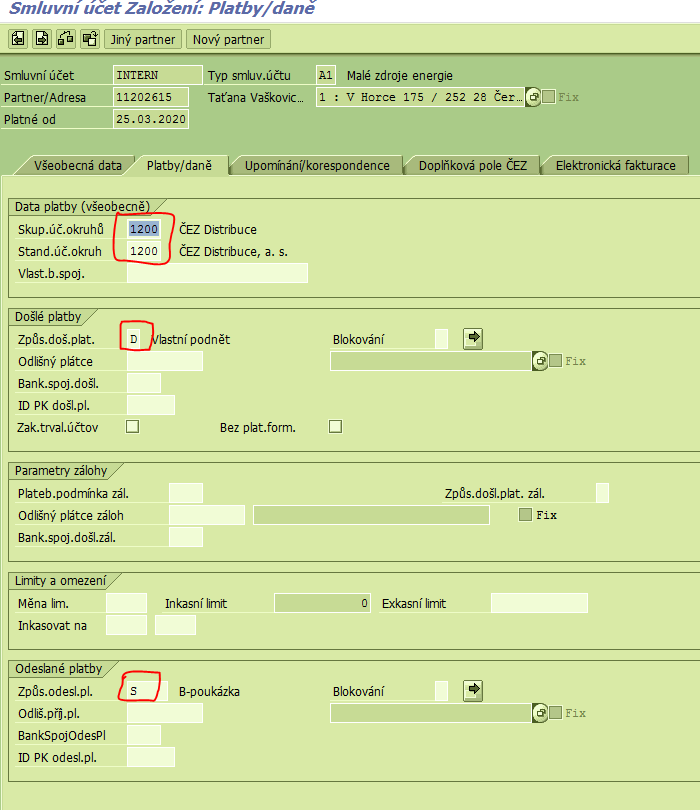 Smluvní účet Založení: Platby/daně
Jiný partner Nový partner
Smluvní účet INTERN Typ smluv.účtu A1 Malé zdroje energie
Partner/Adresa 11202615 Taťana Vaškovic… 1 : V Horce 175 / 252 28 Čer… Fix
Platné od 25.03.2020
Všeobecná data Platby/daně Upomínání/korespondence Doplňková pole ČEZ Elektronická fakturace
Data platby (všeobecně)
Skup.úč.okruhů 1200 ČEZ Distribuce
Stand.úč.okruh 1200 ČEZ Distribuce, a. s.
Vlast.b.spoj.
Došlé platby
Způs.doš.plat. D Vlastní podnět Blokování
Odlišný plátce Fix
Bank.spoj.došl.
ID PK došl.pl.
Zak.trval.účtov Bez plat.form.
Parametry zálohy
Plateb.podmínka zál. Způs.došl.plat. zál.
Odlišný plátce záloh Fix
Bank.spoj.došl.zál.
Limity a omezení
Měna lim. Inkasní limit 0 Exkasní limit
Inkasovat na
Odeslané platby
Způs.odesl.pl. S B-poukázka Blokování
Odliš.příj.pl. Fix
BankSpojOdesPl
ID PK odesl.pl.